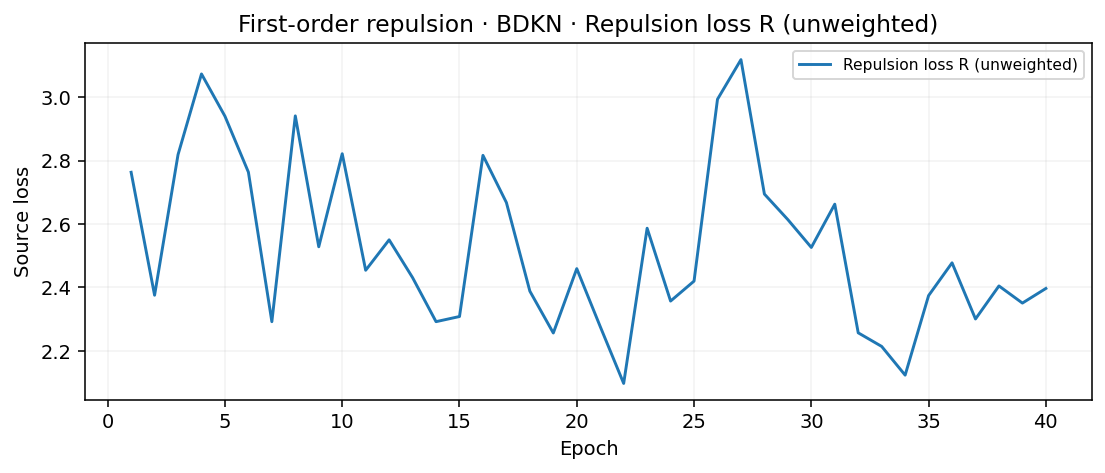 First-order repulsion · BDKN · Repulsion loss R (unweighted)
Repulsion loss R (unweighted)
Source loss
3.0
2.8
2.6
2.4
2.2
0 5 10 15 20 25 30 35 40
Epoch